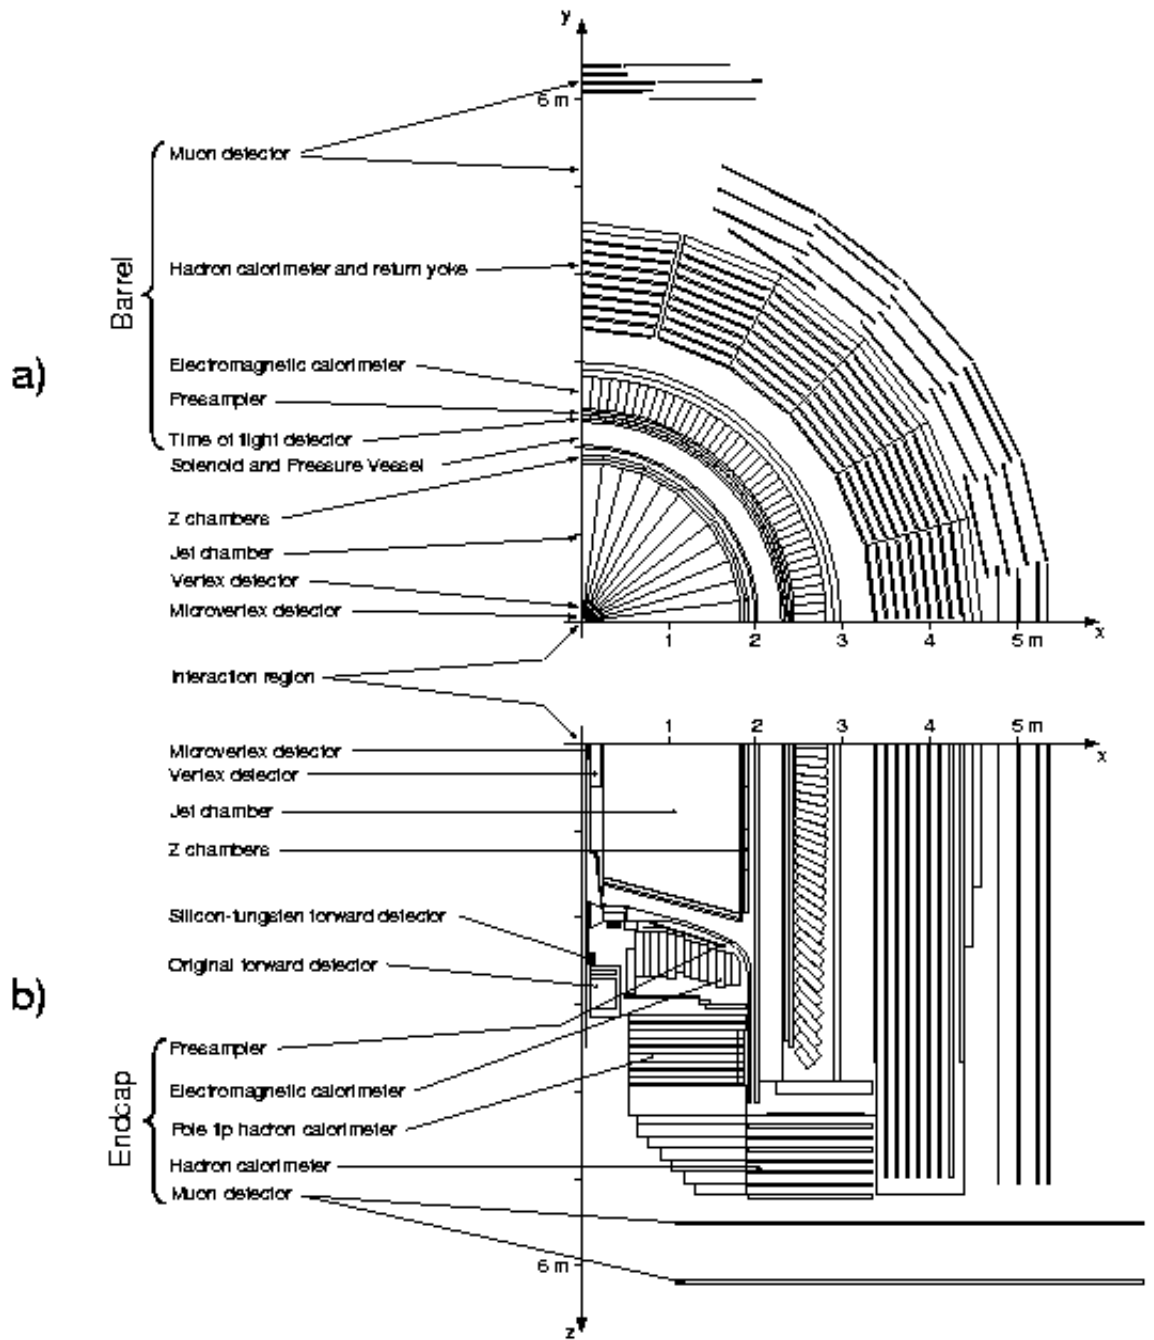 y
6 m
Muon detector
Hadron calorimeter and return yoke
Barrel
Electromagnetic calorimeter
a)
Presampler
Time of flight detector
Solenoid and Pressure Vessel
Z chambers
Jet chamber
Vertex detector
Microvertex detector
x
1 2 3 4 5 m
Interaction region
1 2 3 4 5 m
x
Microvertex detector
Vertex detector
Jet chamber
Z chambers
Silicon-tungsten forward detector
Original forward detector
b)
Presampler
Endcap
Electromagnetic calorimeter
Pole tip hadron calorimeter
Hadron calorimeter
Muon detector
6 m
z